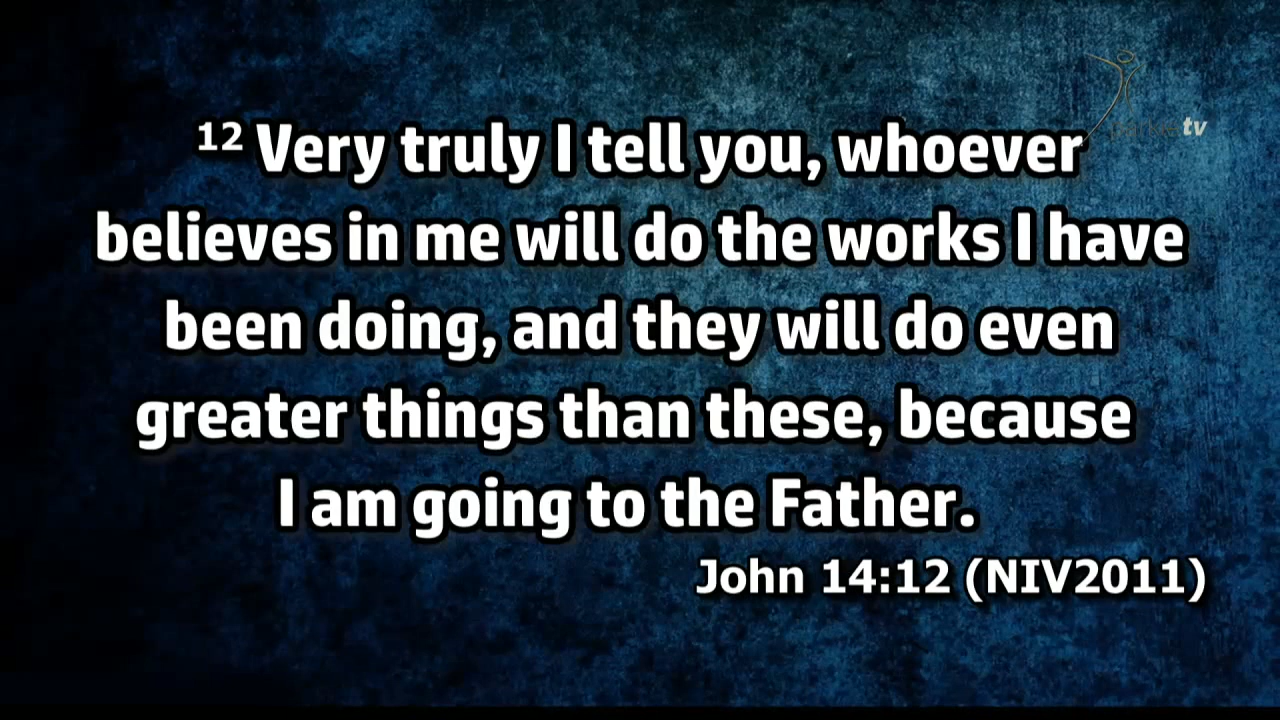 ¹² Very truly I tell you, whoever
believes in me will do the works I have
been doing, and they will do even
greater things than these, because
I am going to the Father.
John 14:12 (NIV2011)
tv